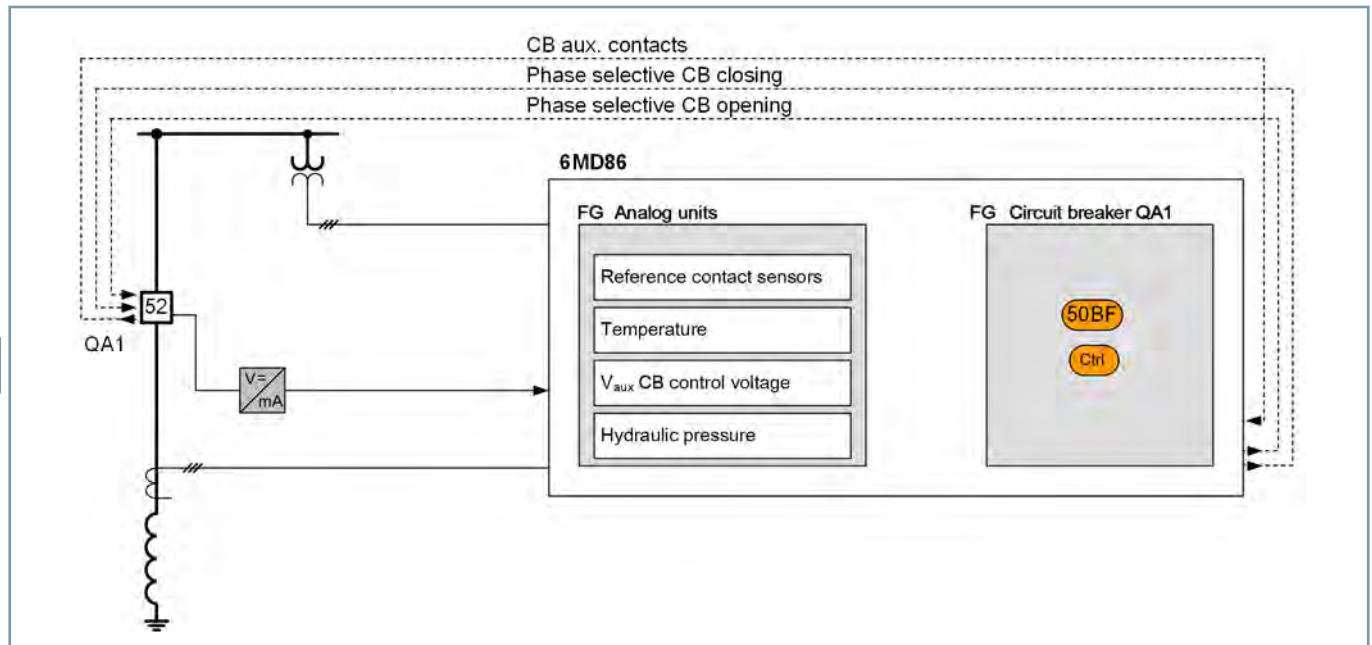 CB aux. contacts
Phase selective CB closing
Phase selective CB opening
6MD86
FG Analog units
FG Circuit breaker QA1
Reference contact sensors
Temperature
Vaux CB control voltage
Hydraulic pressure
50BF
Ctrl
52
QA1
V=
mA